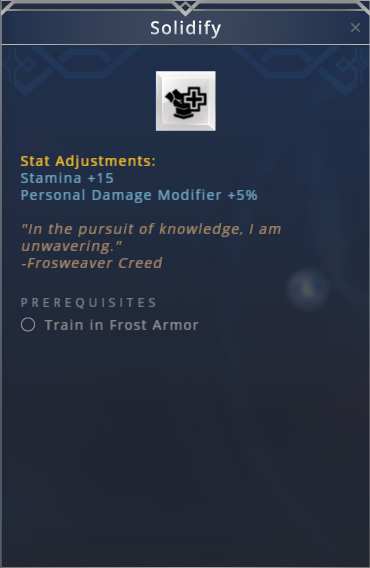 Solidify
Stat Adjustments:
Stamina +15
Personal Damage Modifier +5%
"In the pursuit of knowledge, I am
unwavering."
-Frosweaver Creed
PREREQUISITES
Train in Frost Armor